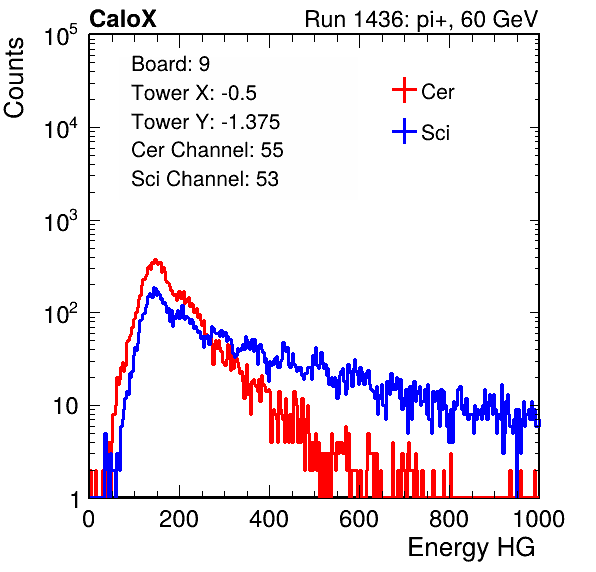 CaloX Run 1436: pi+, 60 GeV
Counts
Board: 9
Tower X: -0.5
Tower Y: -1.375
Cer Channel: 55
Sci Channel: 53
Cer
Sci
10^5
10^4
10^3
10^2
10
1
0 200 400 600 800 1000
Energy HG